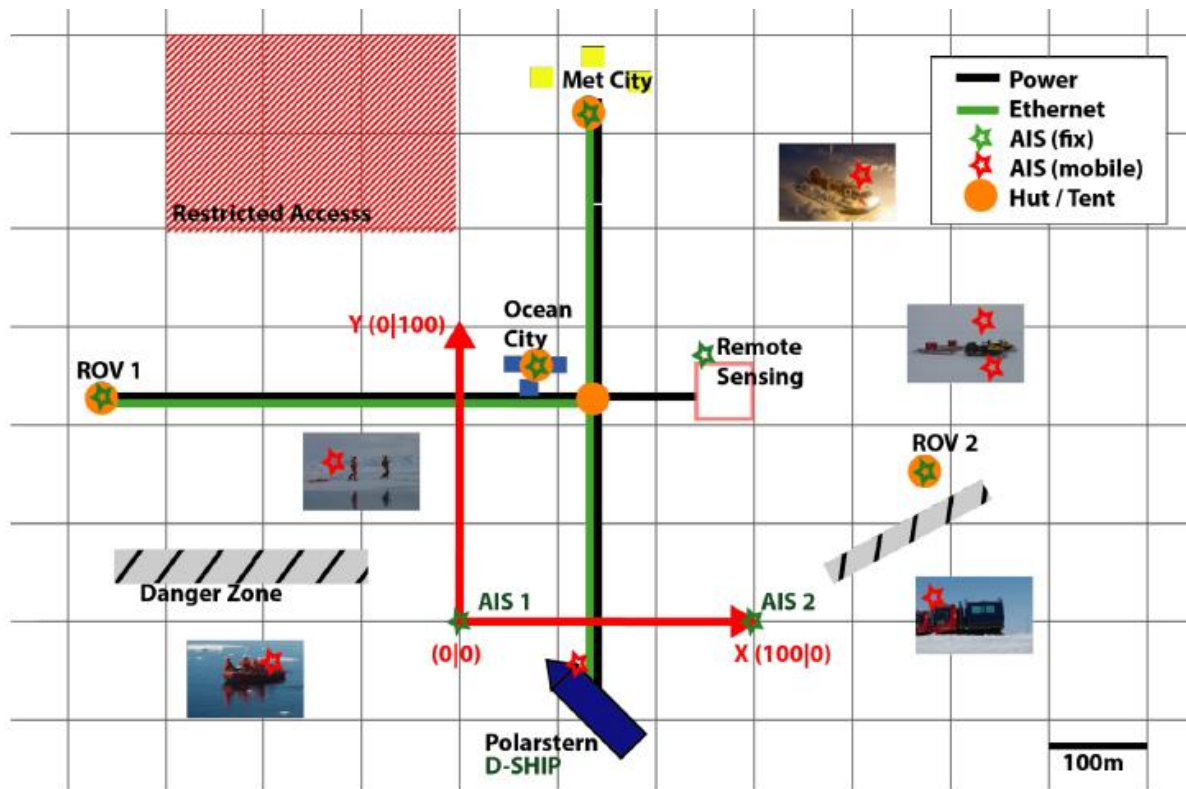 Met City
Power
Ethernet
AIS (fix)
AIS (mobile)
Hut / Tent
Restricted Accesss
Ocean
City
Y (0|100)
Remote
Sensing
ROV 1
ROV 2
Danger Zone
AIS 1
AIS 2
(0|0)
X (100|0)
Polarstern
D-SHIP
100m